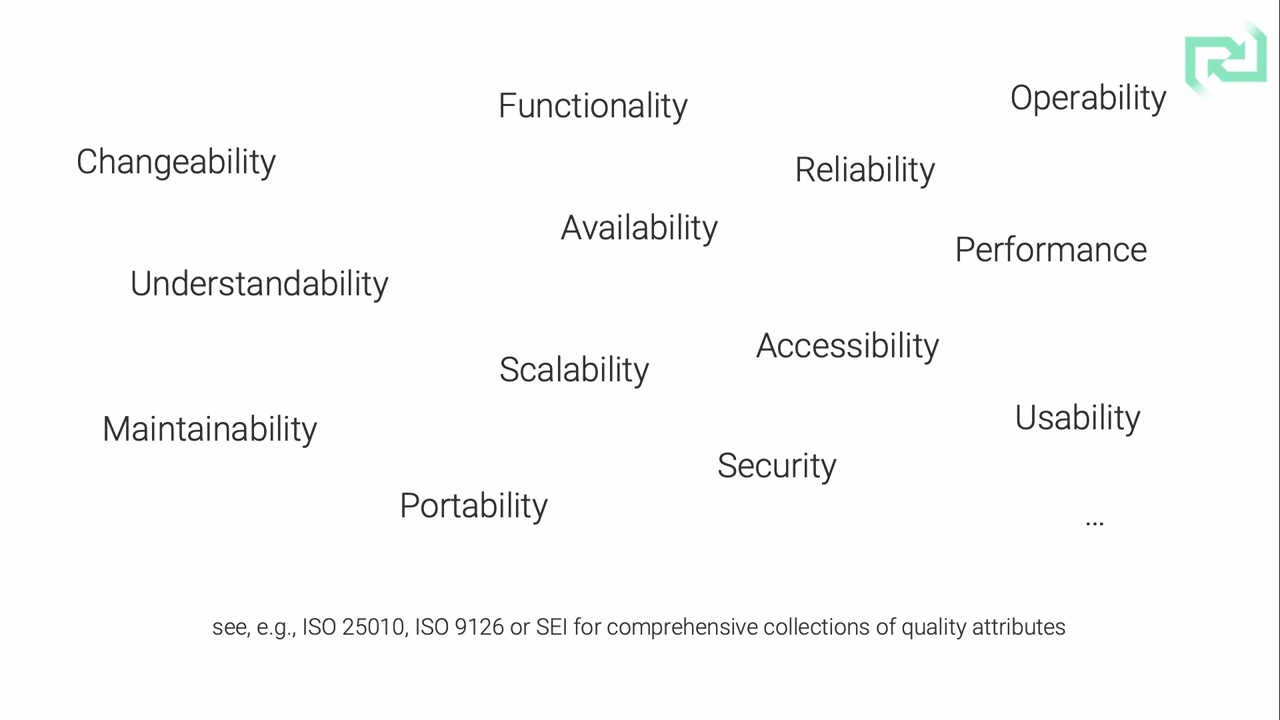 Operability
Functionality
Changeability
Reliability
Availability
Performance
Understandability
Accessibility
Scalability
Usability
Maintainability
Security
Portability
...
see, e.g., ISO 25010, ISO 9126 or SEI for comprehensive collections of quality attributes